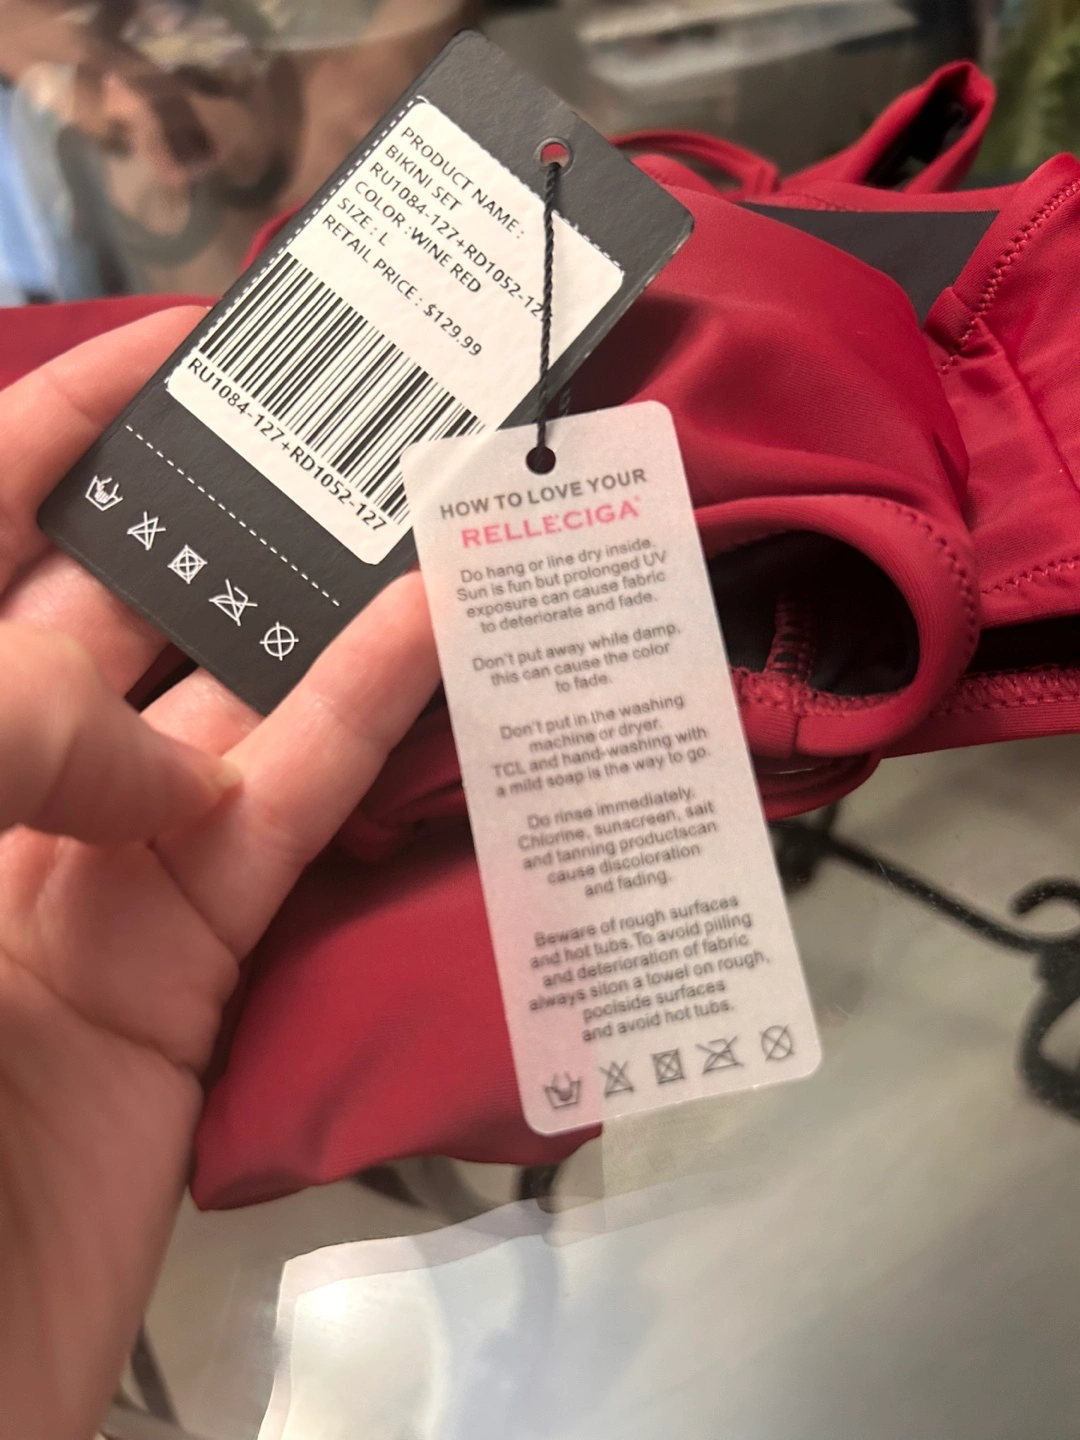 PRODUCT NAME :
BIKINI SET
RU1084-127+RD1052-12
COLOR :WINE RED
SIZE : L
RETAIL PRICE : $129.99
RU1084-127+RD1052-127
HOW TO LOVE YOUR
RELLECIGA
Do hang or line dry inside.
Sun is fun but prolonged UV
exposure can cause fabric
to deteriorate and fade.
Don't put away while damp,
this can cause the color
to fade.
Don't put in the washing
machine or dryer.
TCL and hand-washing with
a mild soap is the way to go.
Do rinse immediately.
Chlorine, sunscreen, salt
and tanning productscan
cause discoloration
and fading.
Beware of rough surfaces
and hot tubs. To avoid pilling
and deterioration of fabric
always siton a towel on rough,
poolside surfaces
and avoid hot tubs.